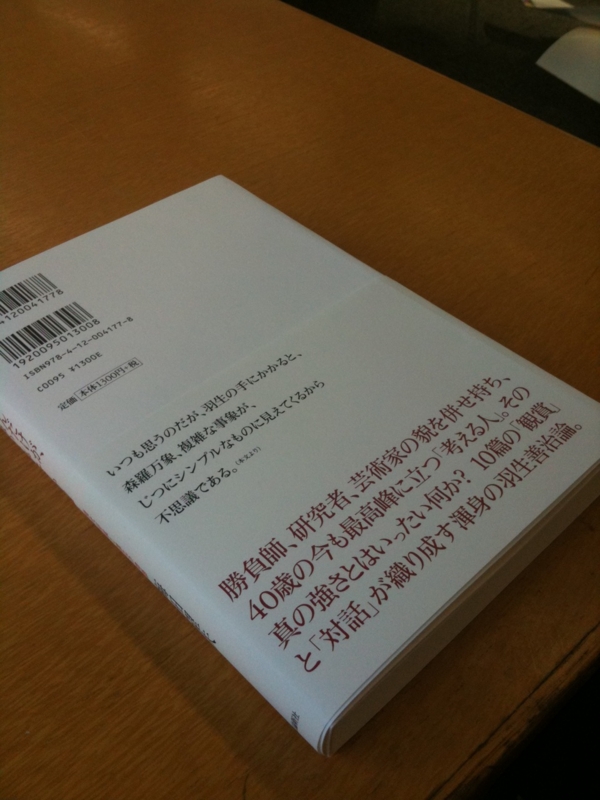 4120041778
1920095013008
ISBN978-4-12-004177-8
C0095 ¥1300E
定価 本体1300円+税
いつも思うのだが、羽生の手にかかると、
森羅万象、複雑な事象が、
じつにシンプルなものに見えてくるから
不思議である。(本文より)
勝負師、研究者、芸術家の貌を併せ持ち、
40歳の今も最高峰に立つ「考える人」。その
真の強さとはいったい何か? 10篇の「観賞」
と「対話」が織り成す渾身の羽生善治論。